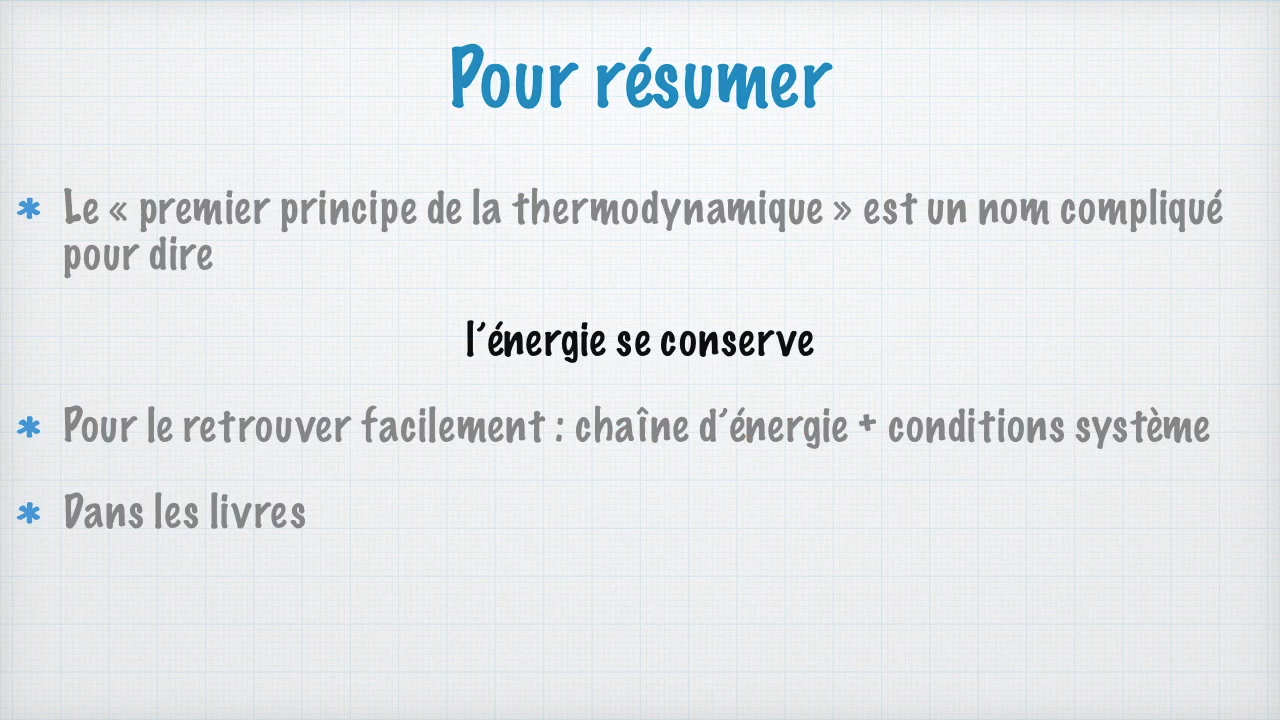 Pour résumer
* Le « premier principe de la thermodynamique » est un nom compliqué
pour dire
l’énergie se conserve
* Pour le retrouver facilement : chaîne d’énergie + conditions système
* Dans les livres